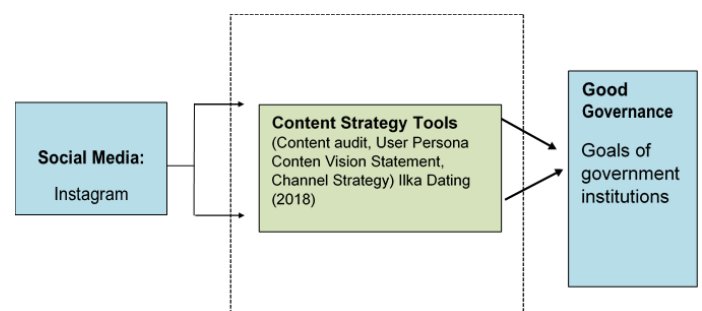 Social Media:
Instagram
Content Strategy Tools
(Content audit, User Persona
Conten Vision Statement,
Channel Strategy) Ilka Dating
(2018)
Good
Governance
Goals of
government
institutions